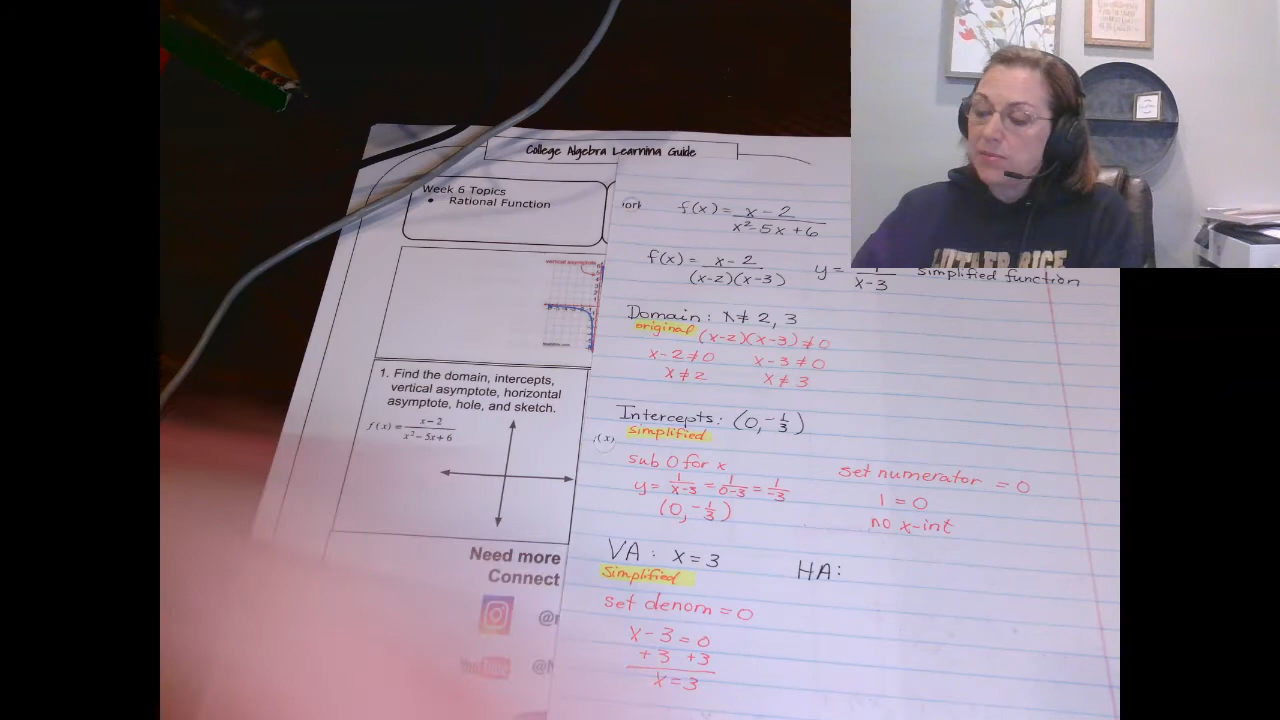 College Algebra Learning Guide
Week 6 Topics
• Rational Function
vertical asymptote
1. Find the domain, intercepts,
vertical asymptote, horizontal
asymptote, hole, and sketch.
f(x) = x-2 / x²-5x+6
Need more
Connect
YouTube
f(x) = x-2 / x²-5x+6
f(x) = x-2 / (x-2)(x-3) y = 1 / x-3 simplified function
Domain: x ≠ 2, 3
original (x-2)(x-3) ≠ 0
x-2≠0 x-3≠0
x≠2 x≠3
Intercepts: (0, -1/3)
simplified
sub 0 for x
y = 1/x-3 = 1/0-3 = 1/-3
(0, -1/3)
set numerator = 0
1 = 0
no x-int
VA: x = 3
simplified
set denom = 0
x-3 = 0
+3 +3
x = 3
HA:
LUTHER RICE